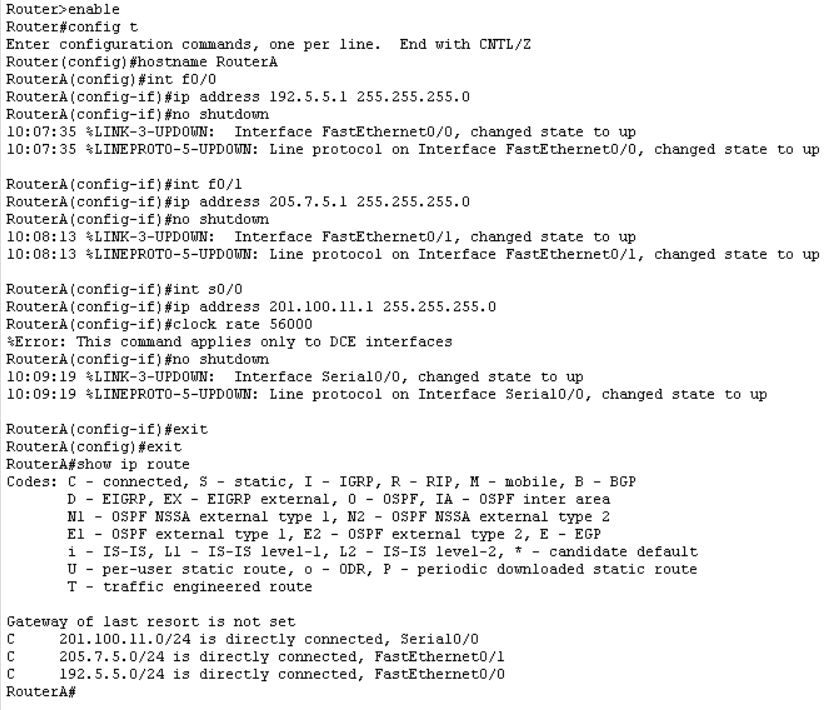 Router>enable
Router#config t
Enter configuration commands, one per line.  End with CNTL/Z
Router(config)#hostname RouterA
RouterA(config)#int f0/0
RouterA(config-if)#ip address 192.5.5.1 255.255.255.0
RouterA(config-if)#no shutdown
10:07:35 %LINK-3-UPDOWN:  Interface FastEthernet0/0, changed state to up
10:07:35 %LINEPROTO-5-UPDOWN: Line protocol on Interface FastEthernet0/0, changed state to up
RouterA(config-if)#int f0/1
RouterA(config-if)#ip address 205.7.5.1 255.255.255.0
RouterA(config-if)#no shutdown
10:08:13 %LINK-3-UPDOWN:  Interface FastEthernet0/1, changed state to up
10:08:13 %LINEPROTO-5-UPDOWN: Line protocol on Interface FastEthernet0/1, changed state to up
RouterA(config-if)#int s0/0
RouterA(config-if)#ip address 201.100.11.1 255.255.255.0
RouterA(config-if)#clock rate 56000
%Error: This command applies only to DCE interfaces
RouterA(config-if)#no shutdown
10:09:19 %LINK-3-UPDOWN:  Interface Serial0/0, changed state to up
10:09:19 %LINEPROTO-5-UPDOWN: Line protocol on Interface Serial0/0, changed state to up
RouterA(config-if)#exit
RouterA(config)#exit
RouterA#show ip route
Codes: C - connected, S - static, I - IGRP, R - RIP, M - mobile, B - BGP
       D - EIGRP, EX - EIGRP external, O - OSPF, IA - OSPF inter area
       N1 - OSPF NSSA external type 1, N2 - OSPF NSSA external type 2
       E1 - OSPF external type 1, E2 - OSPF external type 2, E - EGP
       i - IS-IS, L1 - IS-IS level-1, L2 - IS-IS level-2, * - candidate default
       U - per-user static route, o - ODR, P - periodic downloaded static route
       T - traffic engineered route
Gateway of last resort is not set
C     201.100.11.0/24 is directly connected, Serial0/0
C     205.7.5.0/24 is directly connected, FastEthernet0/1
C     192.5.5.0/24 is directly connected, FastEthernet0/0
RouterA#